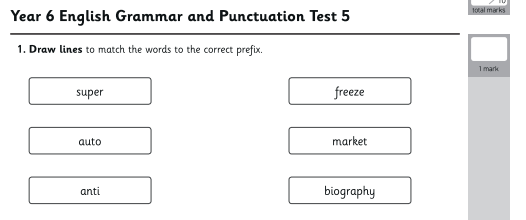 Year 6 English Grammar and Punctuation Test 5
total marks
1. Draw lines to match the words to the correct prefix.
1 mark
super
freeze
auto
market
anti
biography